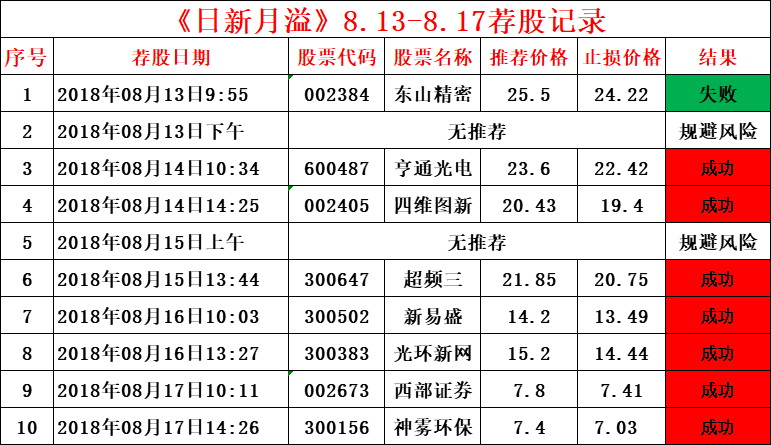 《日新月溢》8.13-8.17荐股记录
序号 荐股日期 股票代码 股票名称 推荐价格 止损价格 结果
1 2018年08月13日9:55 002384 东山精密 25.5 24.22 失败
2 2018年08月13日下午 无推荐 规避风险
3 2018年08月14日10:34 600487 亨通光电 23.6 22.42 成功
4 2018年08月14日14:25 002405 四维图新 20.43 19.4 成功
5 2018年08月15日上午 无推荐 规避风险
6 2018年08月15日13:44 300647 超频三 21.85 20.75 成功
7 2018年08月16日10:03 300502 新易盛 14.2 13.49 成功
8 2018年08月16日13:27 300383 光环新网 15.2 14.44 成功
9 2018年08月17日10:11 002673 西部证券 7.8 7.41 成功
10 2018年08月17日14:26 300156 神雾环保 7.4 7.03 成功